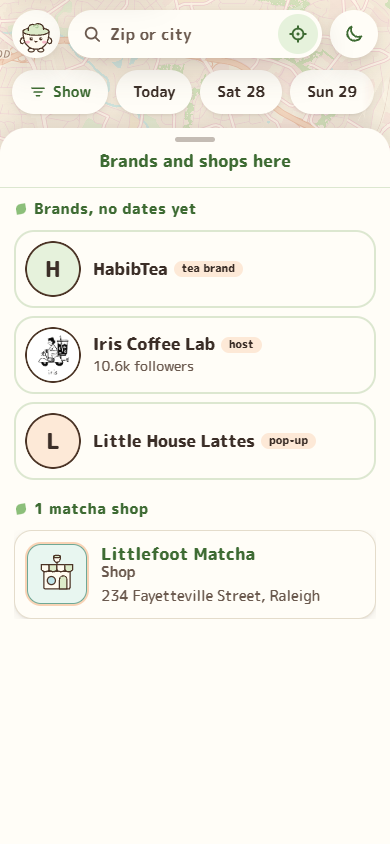 Zip or city
Show
Today
Sat 28
Sun 29
Brands and shops here
Brands, no dates yet
H
HabibTea
tea brand
Iris Coffee Lab
host
10.6k followers
L
Little House Lattes
pop-up
1 matcha shop
Littlefoot Matcha
Shop
234 Fayetteville Street, Raleigh